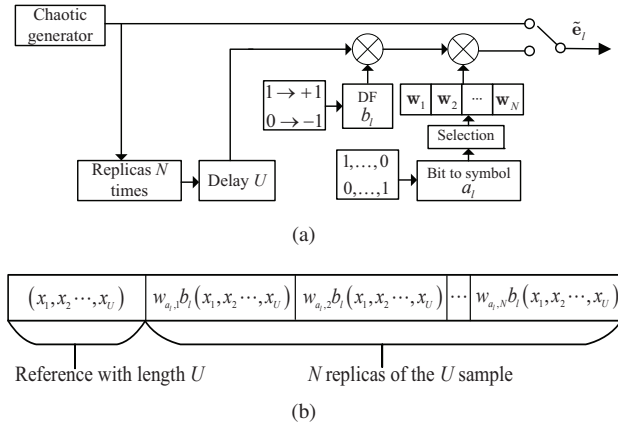 Chaotic
generator
ẽ_l
1 → +1
0 → −1
DF
b_l
w_1 w_2 ... w_N
Selection
Replicas N
times
Delay U
1,...,0
0,...,1
Bit to symbol
a_l
(a)
(x_1, x_2 ⋯, x_U) w_{a_l,1}b_l(x_1, x_2 ⋯, x_U) w_{a_l,2}b_l(x_1, x_2 ⋯, x_U) ⋯ w_{a_l,N}b_l(x_1, x_2 ⋯, x_U)
Reference with length U N replicas of the U sample
(b)